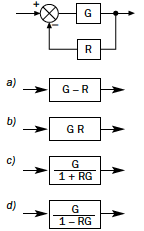 + G
−
R
a) G – R
b) G R
c) G
1 + RG
d) G
1 – RG